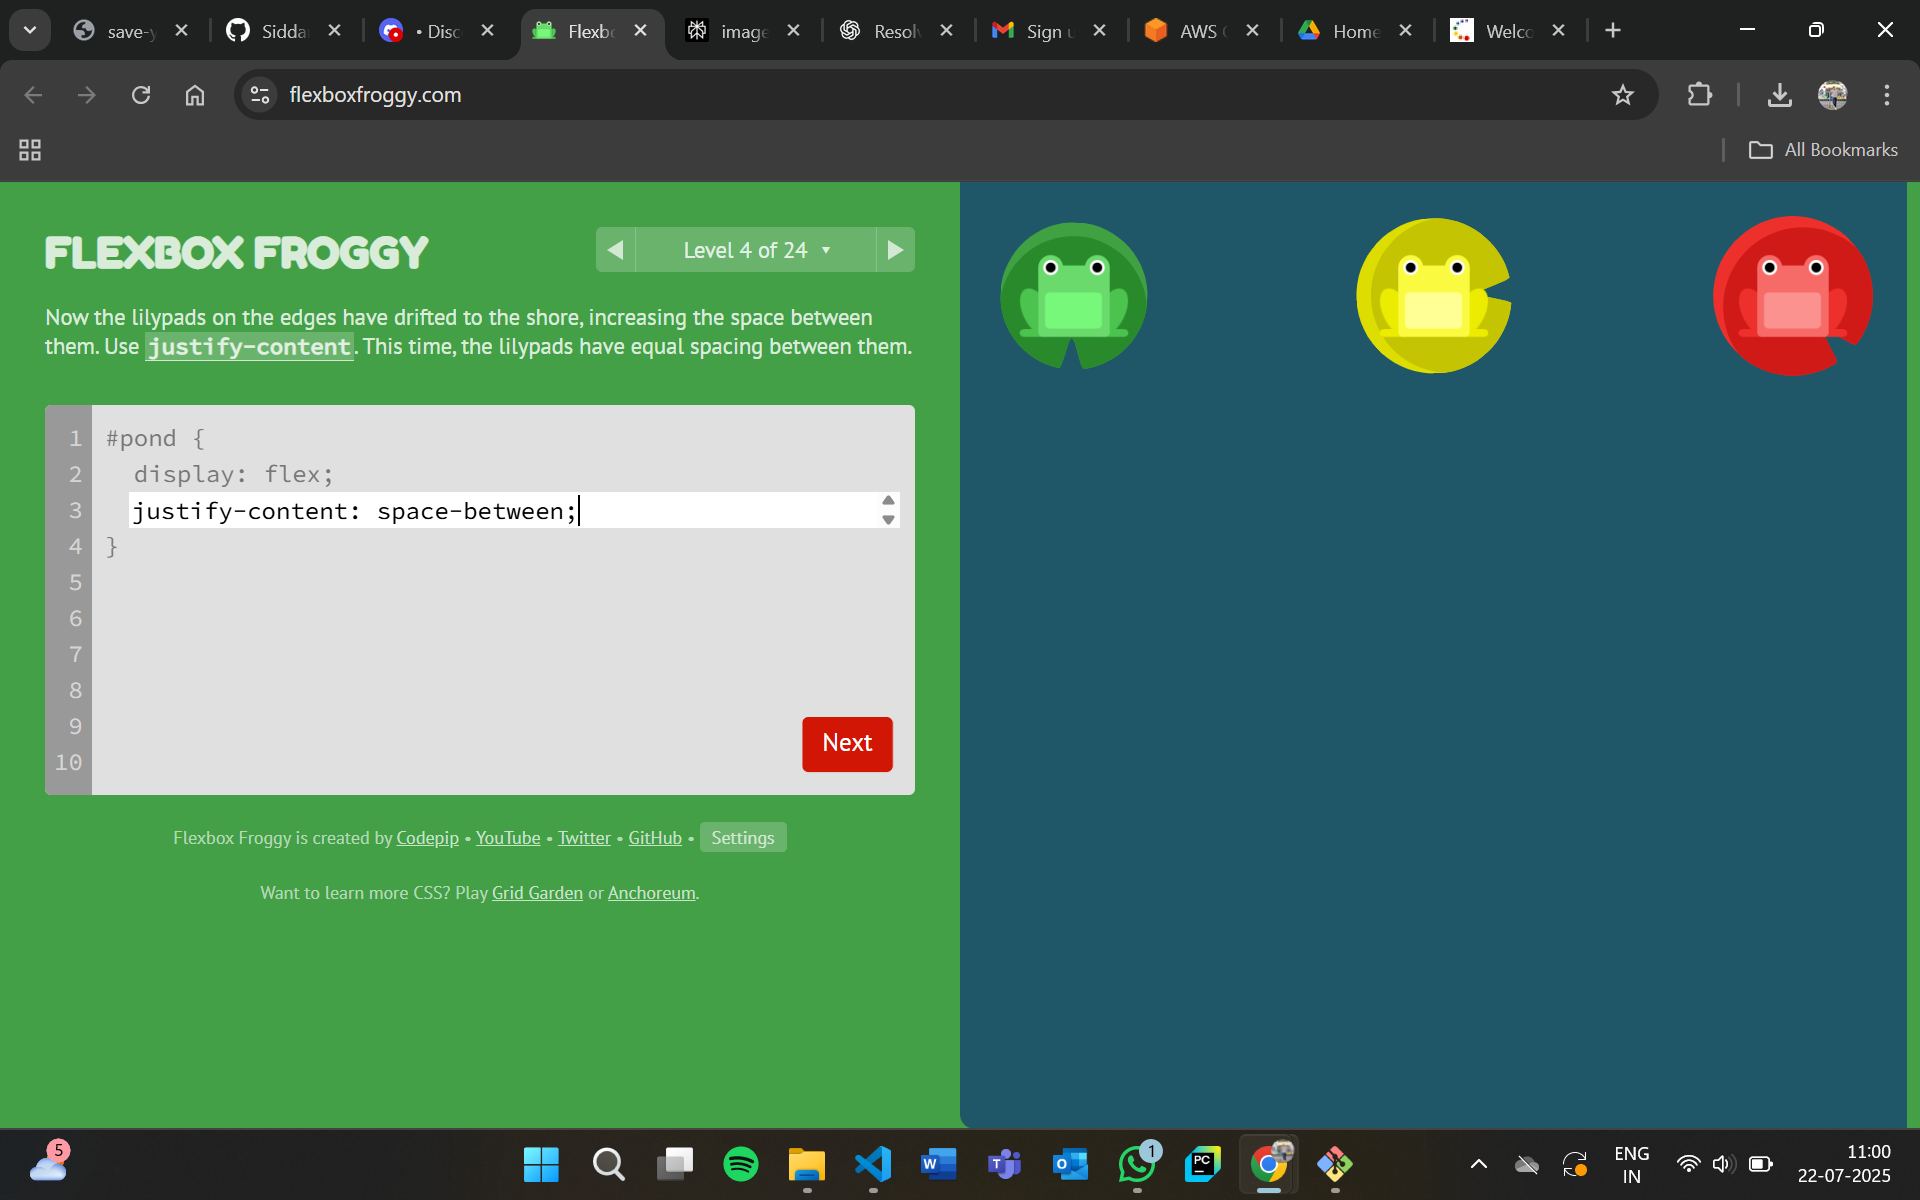 save-y
Sidda
• Disc
Flexbo
image
Resolv
Sign u
AWS C
Home
Welco
flexboxfroggy.com
All Bookmarks
FLEXBOX FROGGY
Level 4 of 24
Now the lilypads on the edges have drifted to the shore, increasing the space between
them. Use justify-content. This time, the lilypads have equal spacing between them.
1 #pond {
2 display: flex;
3 justify-content: space-between;
4 }
5
6
7
8
9
10
Next
Flexbox Froggy is created by Codepip • YouTube • Twitter • GitHub • Settings
Want to learn more CSS? Play Grid Garden or Anchoreum.
5
W
T
O
1
PC
ENG
IN
11:00
22-07-2025